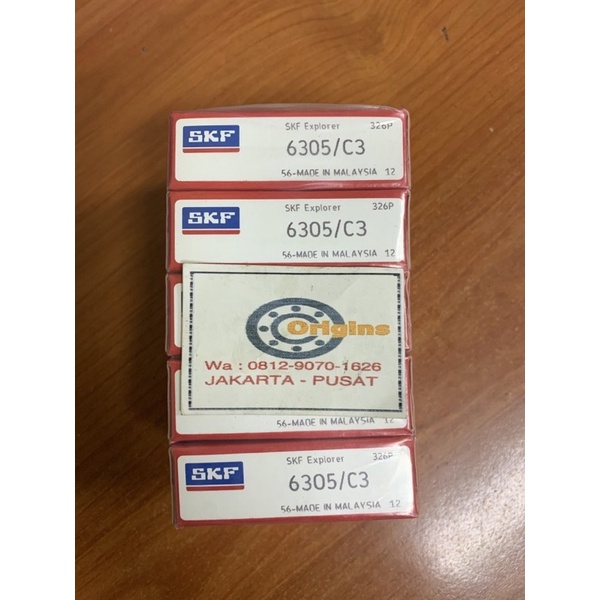 SKF
SKF Explorer 326P
6305/C3
56-MADE IN MALAYSIA 12
SKF
SKF Explorer 326P
6305/C3
56-MADE IN MALAYSIA 12
Origins
Wa : 0812-9070-1626
JAKARTA - PUSAT
56-MADE IN MALAYSIA 12
SKF
SKF Explorer 326P
6305/C3
56-MADE IN MALAYSIA 12